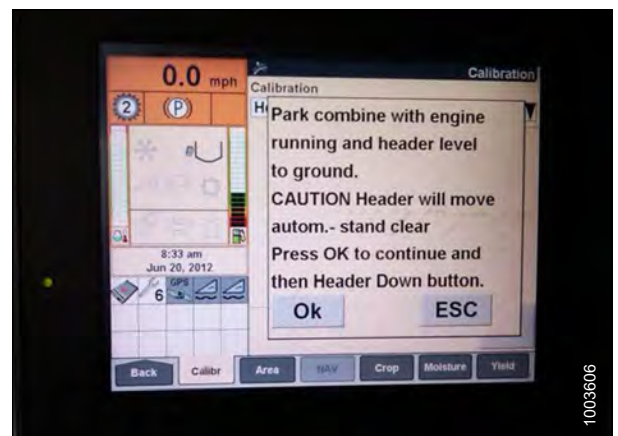 0.0 mph
Calibration
Calibration
2 (P)
He
Park combine with engine
running and header level
to ground.
CAUTION Header will move
autom.- stand clear
Press OK to continue and
then Header Down button.
Ok ESC
8:33 am
Jun 20, 2012
6 GPS
Back Calibr Area NAV Crop Moisture Yield
1003606